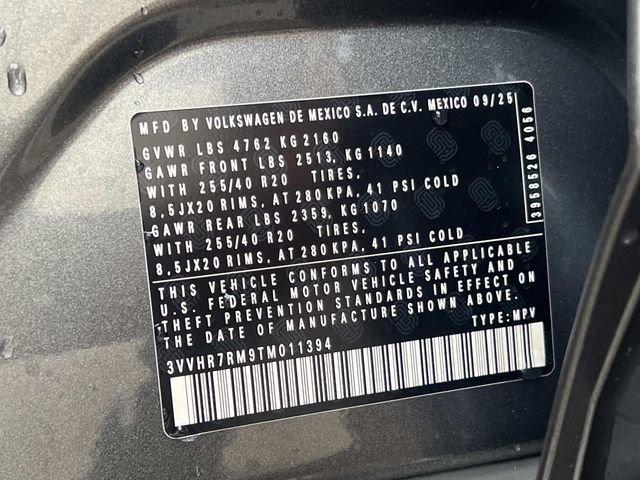 MFD BY VOLKSWAGEN DE MEXICO S.A. DE C.V. MEXICO 09/25
GVWR LBS 4762 KG 2160
GAWR FRONT LBS 2513, KG 1140
WITH 255/40 R20 TIRES,
8,5JX20 RIMS, AT 280 KPA, 41 PSI COLD
GAWR REAR LBS 2359, KG 1070
WITH 255/40 R20 TIRES,
8,5JX20 RIMS, AT 280 KPA, 41 PSI COLD
3958526 4056
THIS VEHICLE CONFORMS TO ALL APPLICABLE
U.S. FEDERAL MOTOR VEHICLE SAFETY AND
THEFT PREVENTION STANDARDS IN EFFECT ON
THE DATE OF MANUFACTURE SHOWN ABOVE.
3VVHR7RM9TM011394 TYPE: MPV